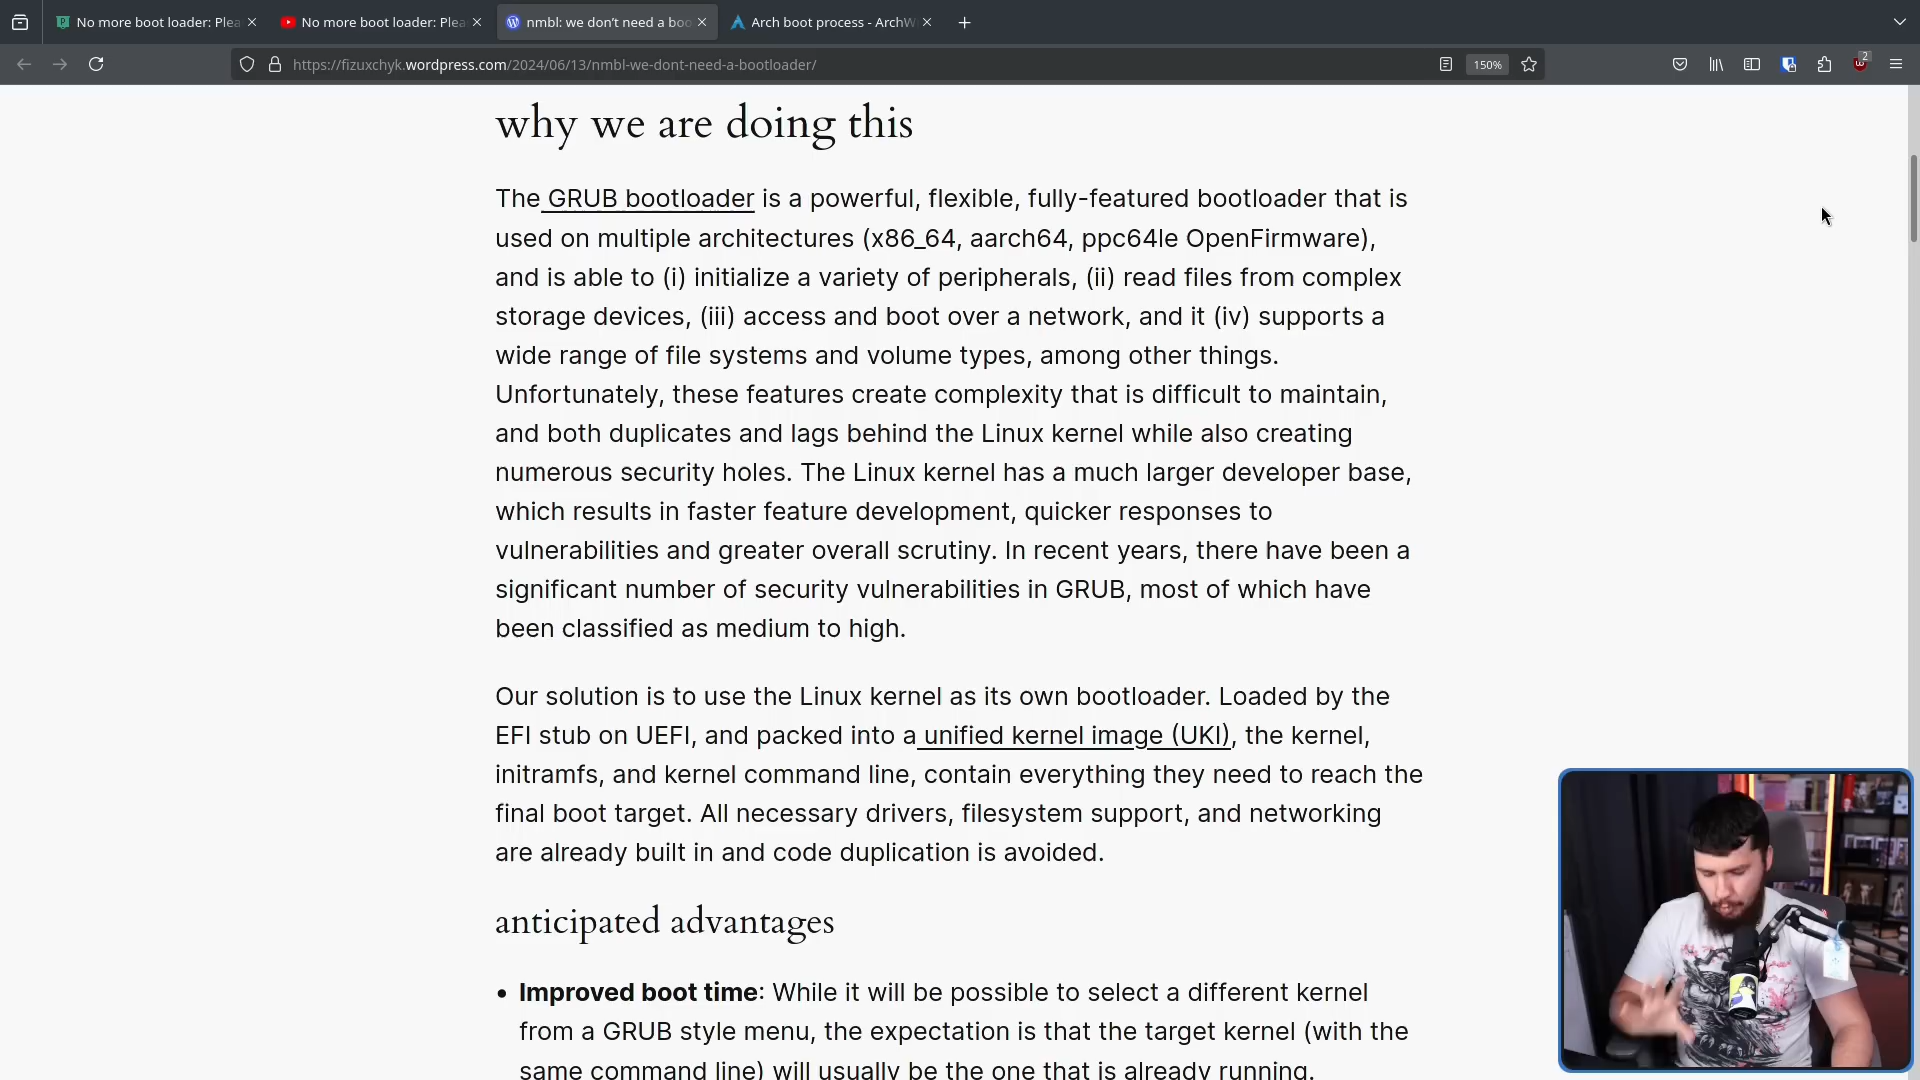 No more boot loader: Plea
No more boot loader: Plea
nmbl: we don't need a boo
Arch boot process - ArchW
https://fizuxchyk.wordpress.com/2024/06/13/nmbl-we-dont-need-a-bootloader/
150%
2
why we are doing this
The GRUB bootloader is a powerful, flexible, fully-featured bootloader that is
used on multiple architectures (x86_64, aarch64, ppc64le OpenFirmware),
and is able to (i) initialize a variety of peripherals, (ii) read files from complex
storage devices, (iii) access and boot over a network, and it (iv) supports a
wide range of file systems and volume types, among other things.
Unfortunately, these features create complexity that is difficult to maintain,
and both duplicates and lags behind the Linux kernel while also creating
numerous security holes. The Linux kernel has a much larger developer base,
which results in faster feature development, quicker responses to
vulnerabilities and greater overall scrutiny. In recent years, there have been a
significant number of security vulnerabilities in GRUB, most of which have
been classified as medium to high.
Our solution is to use the Linux kernel as its own bootloader. Loaded by the
EFI stub on UEFI, and packed into a unified kernel image (UKI), the kernel,
initramfs, and kernel command line, contain everything they need to reach the
final boot target. All necessary drivers, filesystem support, and networking
are already built in and code duplication is avoided.
anticipated advantages
• Improved boot time: While it will be possible to select a different kernel
from a GRUB style menu, the expectation is that the target kernel (with the
same command line) will usually be the one that is already running.